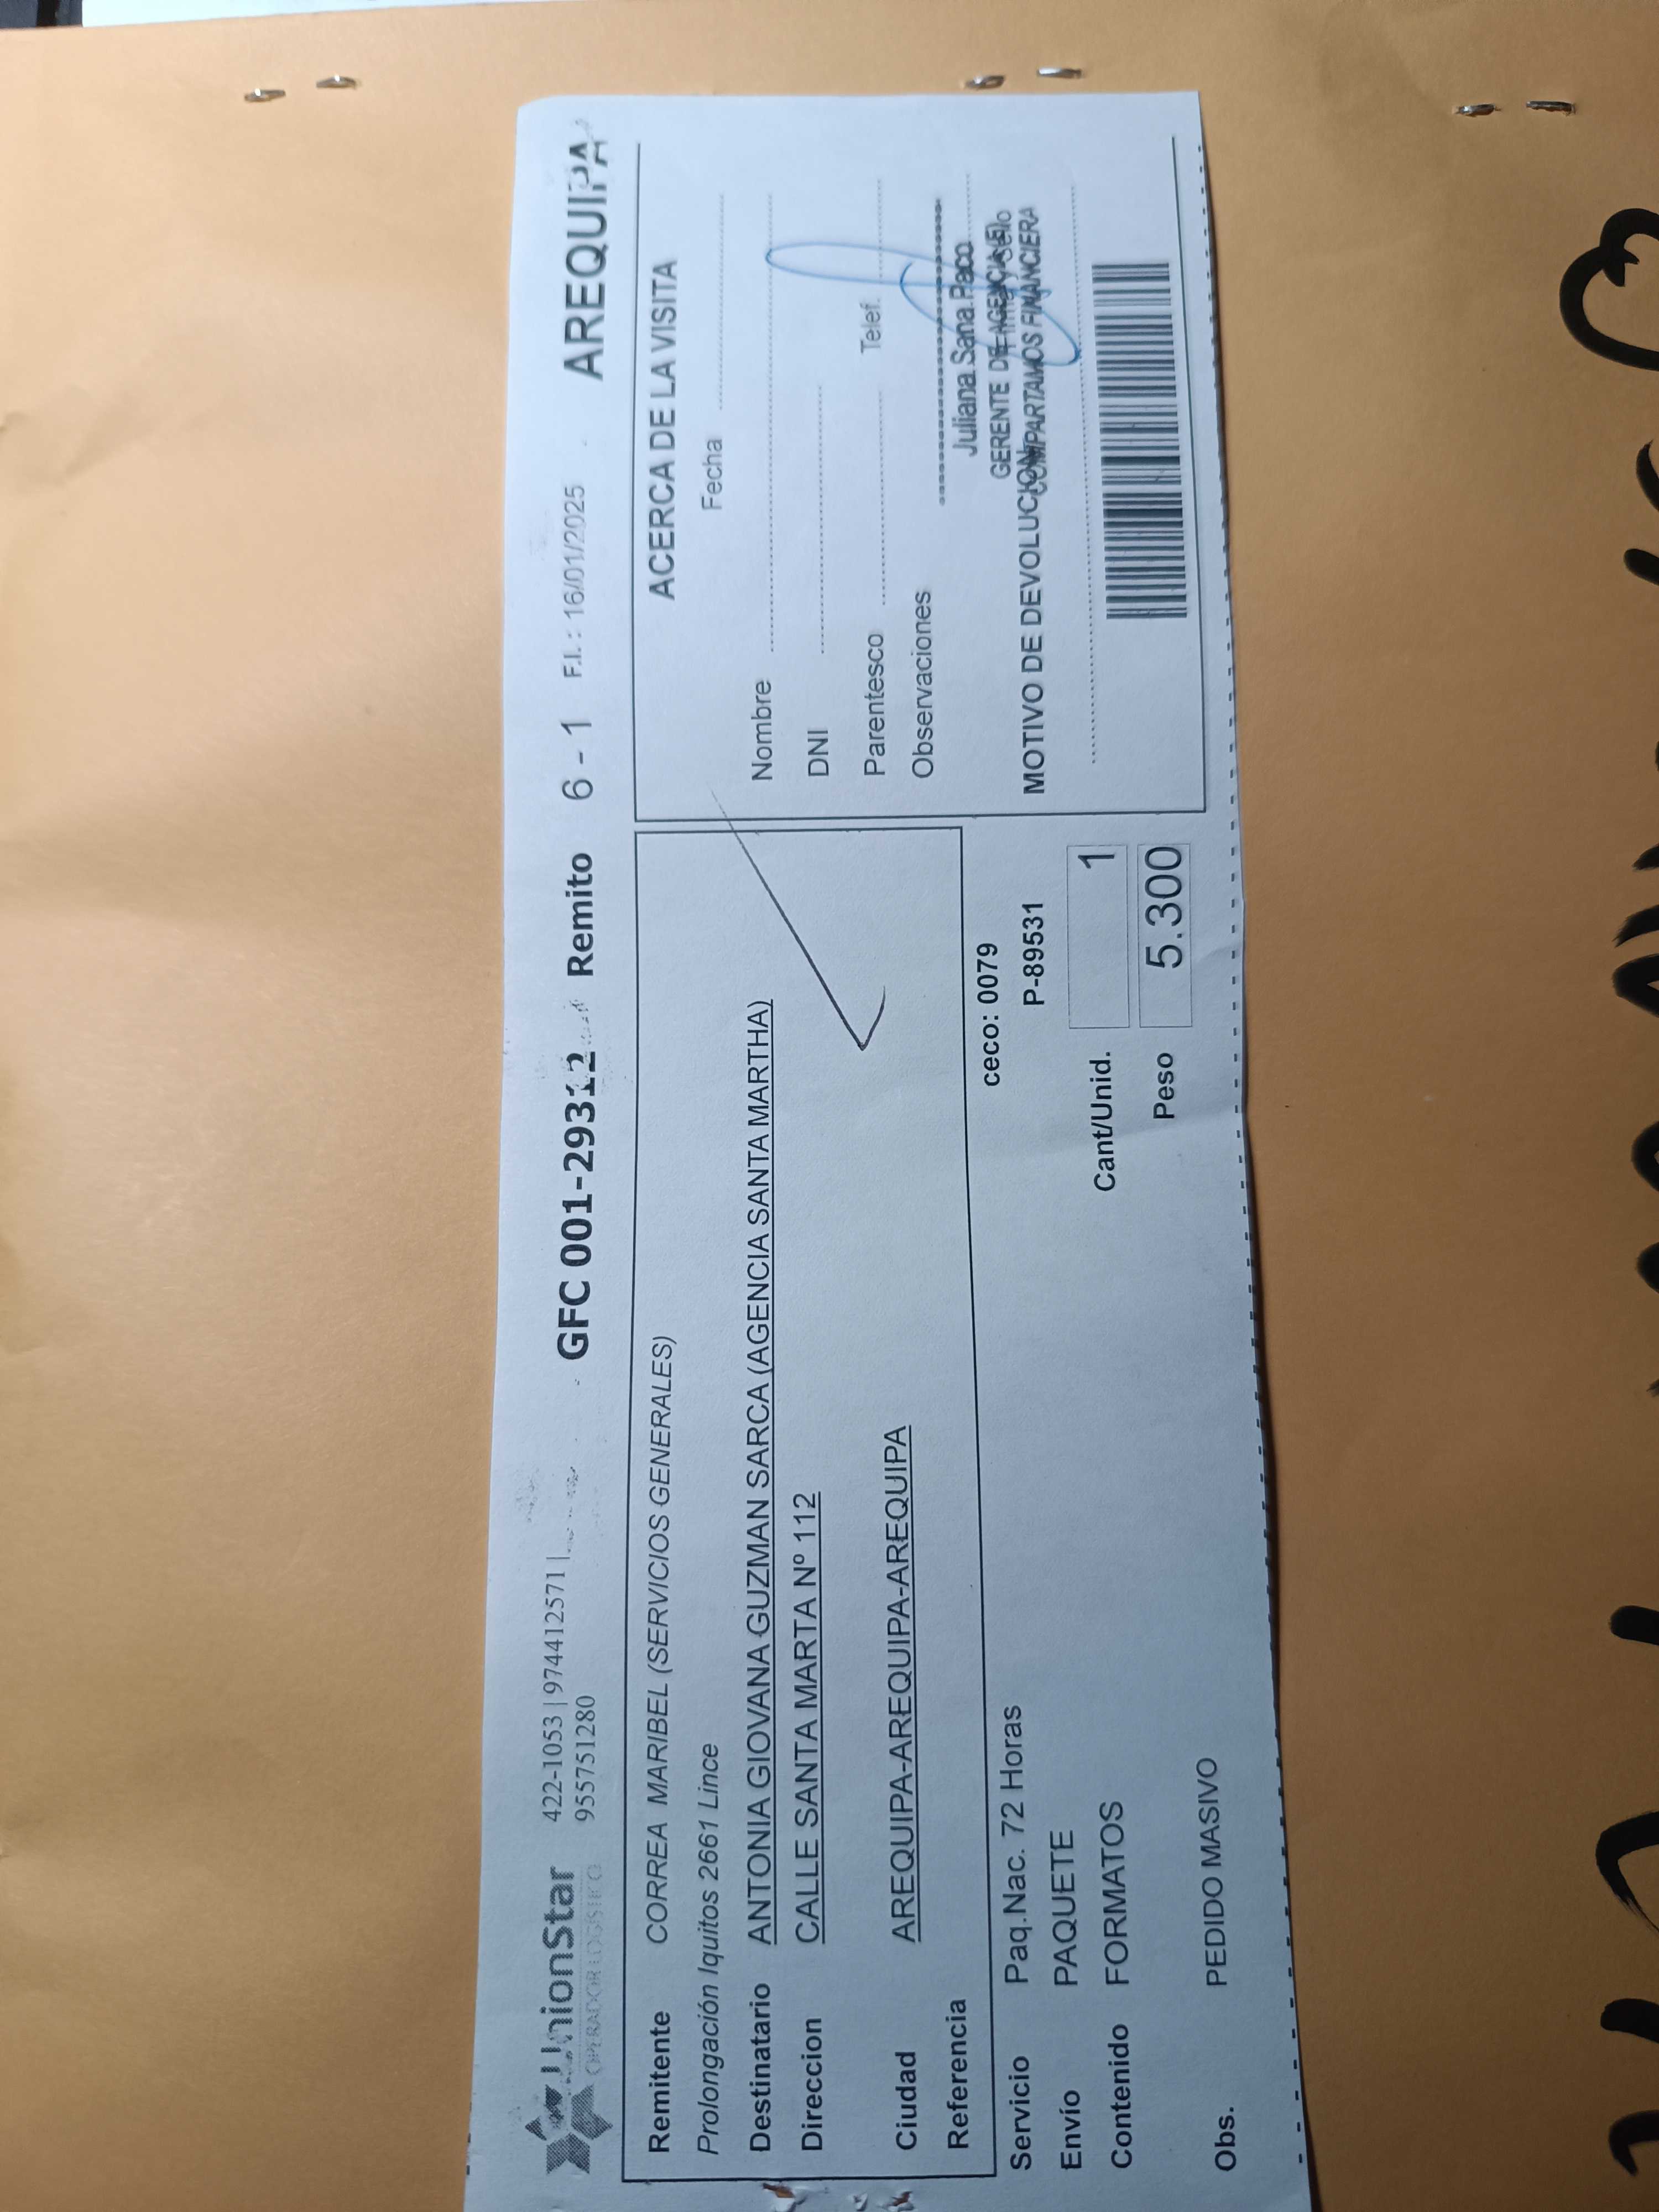 UnionStar
OPERADOR LOGISTICO
422-1053 | 974412571 |
955751280
GFC 001-29312 Remito 6 - 1 F.I. : 16/01/2025 AREQUIPA
Remitente CORREA MARIBEL (SERVICIOS GENERALES)
Prolongación Iquitos 2661 Lince
Destinatario ANTONIA GIOVANA GUZMAN SARCA (AGENCIA SANTA MARTHA)
Direccion CALLE SANTA MARTA Nº 112
Ciudad AREQUIPA-AREQUIPA-AREQUIPA
Referencia
Servicio Paq.Nac. 72 Horas ceco: 0079
Envío PAQUETE P-89531
Contenido FORMATOS Cant/Unid. 1
Peso 5.300
Obs. PEDIDO MASIVO
ACERCA DE LA VISITA
Fecha
Nombre
DNI
Parentesco Telef.
Observaciones
Juliana Sana Paco
GERENTE DE AGENCIA
COMPARTAMOS FINANCIERA
MOTIVO DE DEVOLUCION